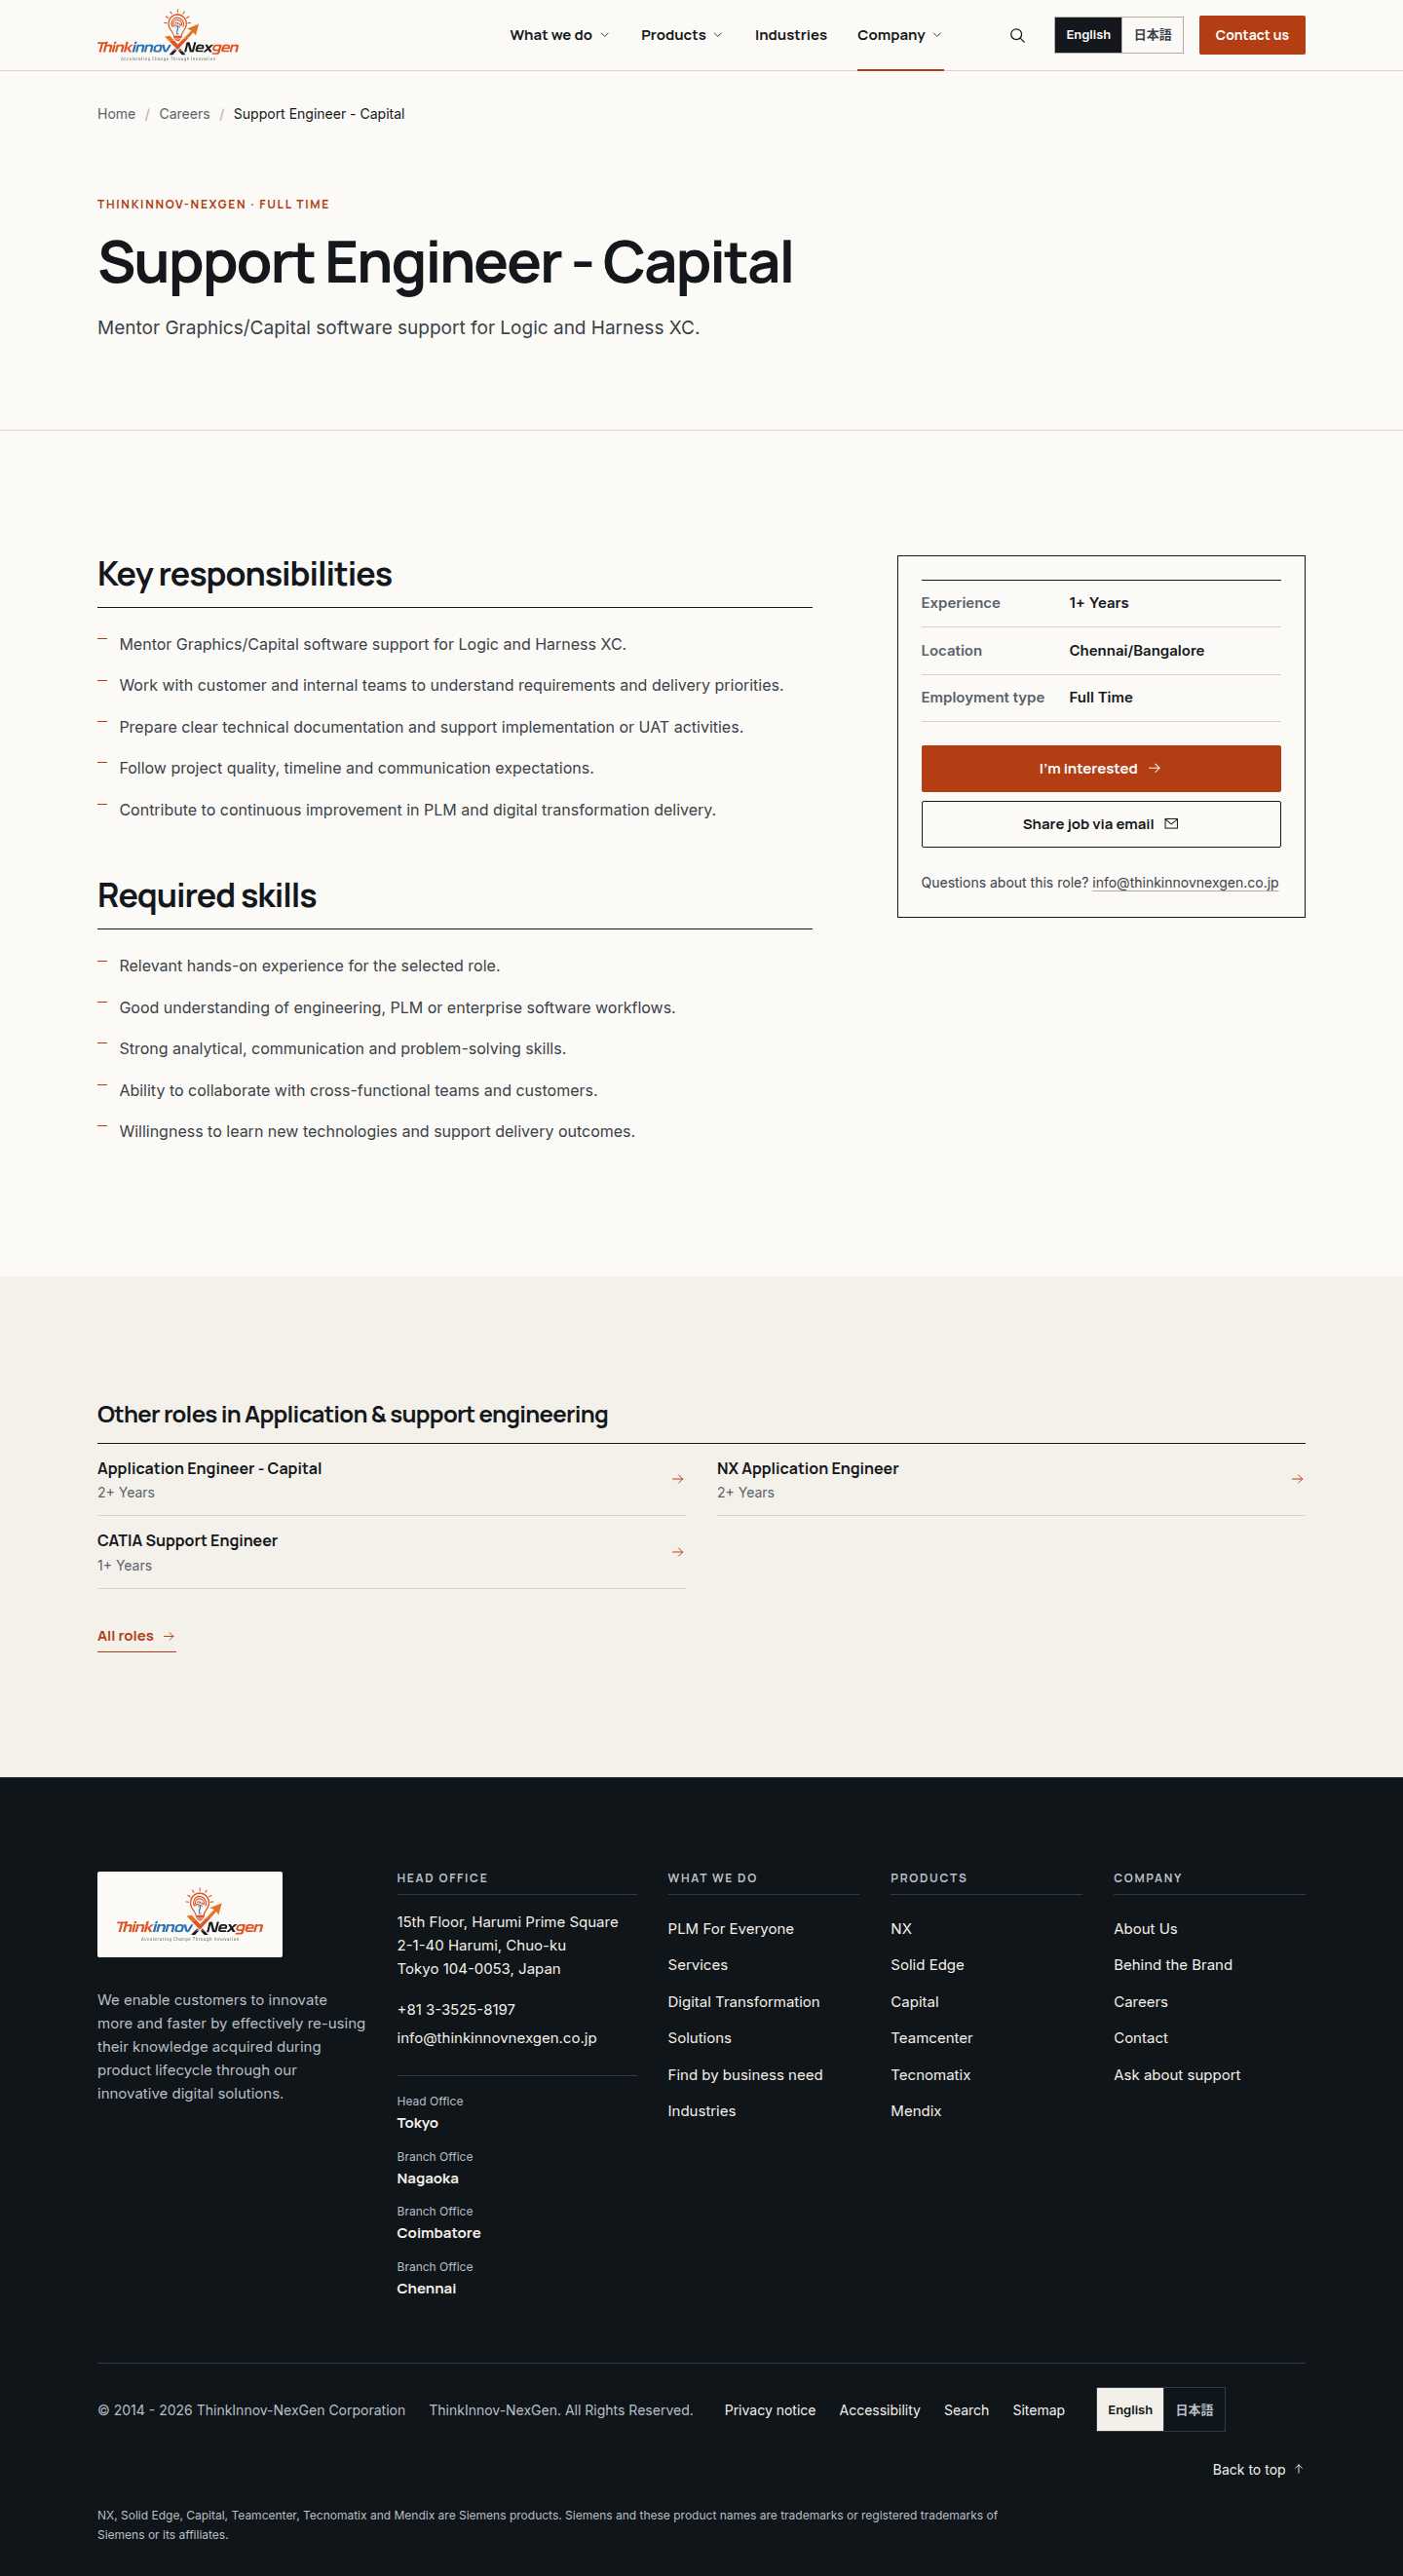 ThinkinnovNexgen
Accelerating Change Through Innovation
What we do
Products
Industries
Company
English
日本語
Contact us
Home / Careers / Support Engineer - Capital
THINKINNOV-NEXGEN · FULL TIME
Support Engineer - Capital
Mentor Graphics/Capital software support for Logic and Harness XC.
Key responsibilities
Mentor Graphics/Capital software support for Logic and Harness XC.
Work with customer and internal teams to understand requirements and delivery priorities.
Prepare clear technical documentation and support implementation or UAT activities.
Follow project quality, timeline and communication expectations.
Contribute to continuous improvement in PLM and digital transformation delivery.
Required skills
Relevant hands-on experience for the selected role.
Good understanding of engineering, PLM or enterprise software workflows.
Strong analytical, communication and problem-solving skills.
Ability to collaborate with cross-functional teams and customers.
Willingness to learn new technologies and support delivery outcomes.
Experience 1+ Years
Location Chennai/Bangalore
Employment type Full Time
I'm interested →
Share job via email
Questions about this role? info@thinkinnovnexgen.co.jp
Other roles in Application & support engineering
Application Engineer - Capital
2+ Years
NX Application Engineer
2+ Years
CATIA Support Engineer
1+ Years
All roles →
ThinkinnovNexgen
Accelerating Change Through Innovation
We enable customers to innovate
more and faster by effectively re-using
their knowledge acquired during
product lifecycle through our
innovative digital solutions.
HEAD OFFICE
15th Floor, Harumi Prime Square
2-1-40 Harumi, Chuo-ku
Tokyo 104-0053, Japan
+81 3-3525-8197
info@thinkinnovnexgen.co.jp
Head Office
Tokyo
Branch Office
Nagaoka
Branch Office
Coimbatore
Branch Office
Chennai
WHAT WE DO
PLM For Everyone
Services
Digital Transformation
Solutions
Find by business need
Industries
PRODUCTS
NX
Solid Edge
Capital
Teamcenter
Tecnomatix
Mendix
COMPANY
About Us
Behind the Brand
Careers
Contact
Ask about support
© 2014 - 2026 ThinkInnov-NexGen Corporation
ThinkInnov-NexGen. All Rights Reserved.
Privacy notice
Accessibility
Search
Sitemap
English
日本語
Back to top ↑
NX, Solid Edge, Capital, Teamcenter, Tecnomatix and Mendix are Siemens products. Siemens and these product names are trademarks or registered trademarks of
Siemens or its affiliates.